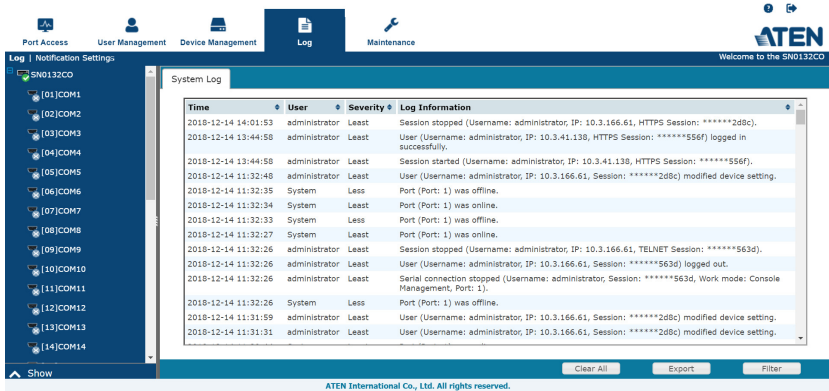 Port Access
User Management
Device Management
Log
Maintenance
ATEN
Log | Notification Settings
Welcome to the SN0132CO
SN0132CO
[01]COM1
[02]COM2
[03]COM3
[04]COM4
[05]COM5
[06]COM6
[07]COM7
[08]COM8
[09]COM9
[10]COM10
[11]COM11
[12]COM12
[13]COM13
[14]COM14
Show
System Log
Time User Severity Log Information
2018-12-14 14:01:53 administrator Least Session stopped (Username: administrator, IP: 10.3.166.61, HTTPS Session: ******2d8c).
2018-12-14 13:44:58 administrator Least User (Username: administrator, IP: 10.3.41.138, HTTPS Session: ******556f) logged in
successfully.
2018-12-14 13:44:58 administrator Least Session started (Username: administrator, IP: 10.3.41.138, HTTPS Session: ******556f).
2018-12-14 11:32:48 administrator Least User (Username: administrator, IP: 10.3.166.61, Session: ******2d8c) modified device setting.
2018-12-14 11:32:35 System Less Port (Port: 1) was offline.
2018-12-14 11:32:34 System Least Port (Port: 1) was online.
2018-12-14 11:32:33 System Less Port (Port: 1) was offline.
2018-12-14 11:32:27 System Least Port (Port: 1) was online.
2018-12-14 11:32:26 administrator Least Session stopped (Username: administrator, IP: 10.3.166.61, TELNET Session: ******563d).
2018-12-14 11:32:26 administrator Least User (Username: administrator, IP: 10.3.166.61, Session: ******563d) logged out.
2018-12-14 11:32:26 administrator Least Serial connection stopped (Username: administrator, Session: ******563d, Work mode: Console
Management, Port: 1).
2018-12-14 11:32:26 System Less Port (Port: 1) was offline.
2018-12-14 11:31:59 administrator Least User (Username: administrator, IP: 10.3.166.61, Session: ******2d8c) modified device setting.
2018-12-14 11:31:31 administrator Least User (Username: administrator, IP: 10.3.166.61, Session: ******2d8c) modified device setting.
Clear All
Export
Filter
ATEN International Co., Ltd. All rights reserved.